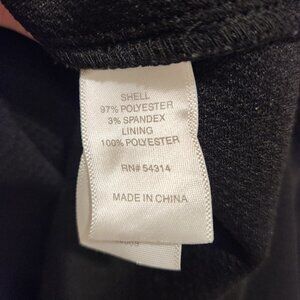 SHELL
97% POLYESTER
3% SPANDEX
LINING
100% POLYESTER
RN# 54314
MADE IN CHINA